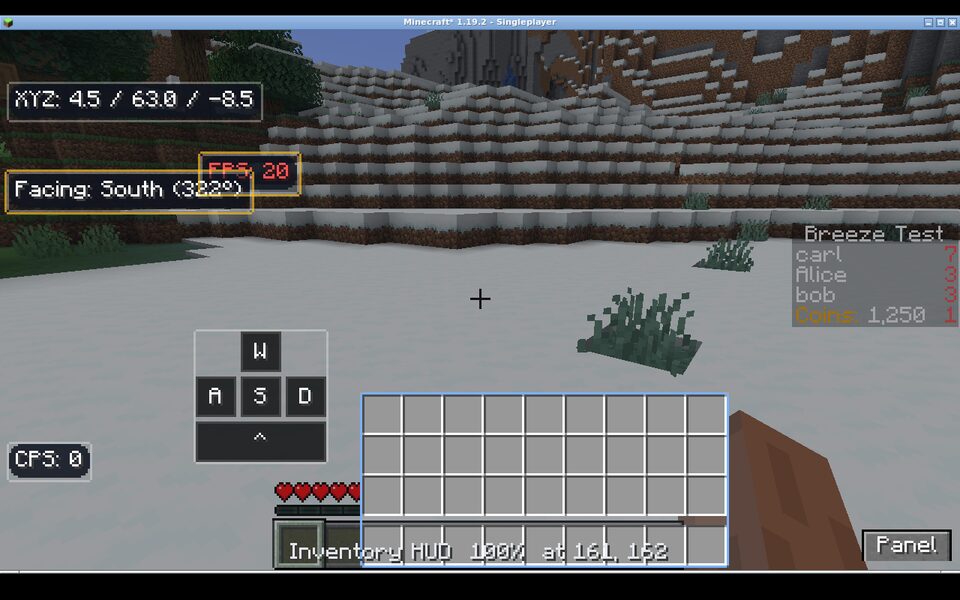 Minecraft* 1.19.2 - Singleplayer
XYZ: 4.5 / 63.0 / -8.5
FPS: 20
Facing: South (322°)
Breeze Test
carl 7
Alice 3
bob 3
Coins: 1,250 1
W
A S D
^
CPS: 0
Inventory HUD 100% at 161, 162
Panel